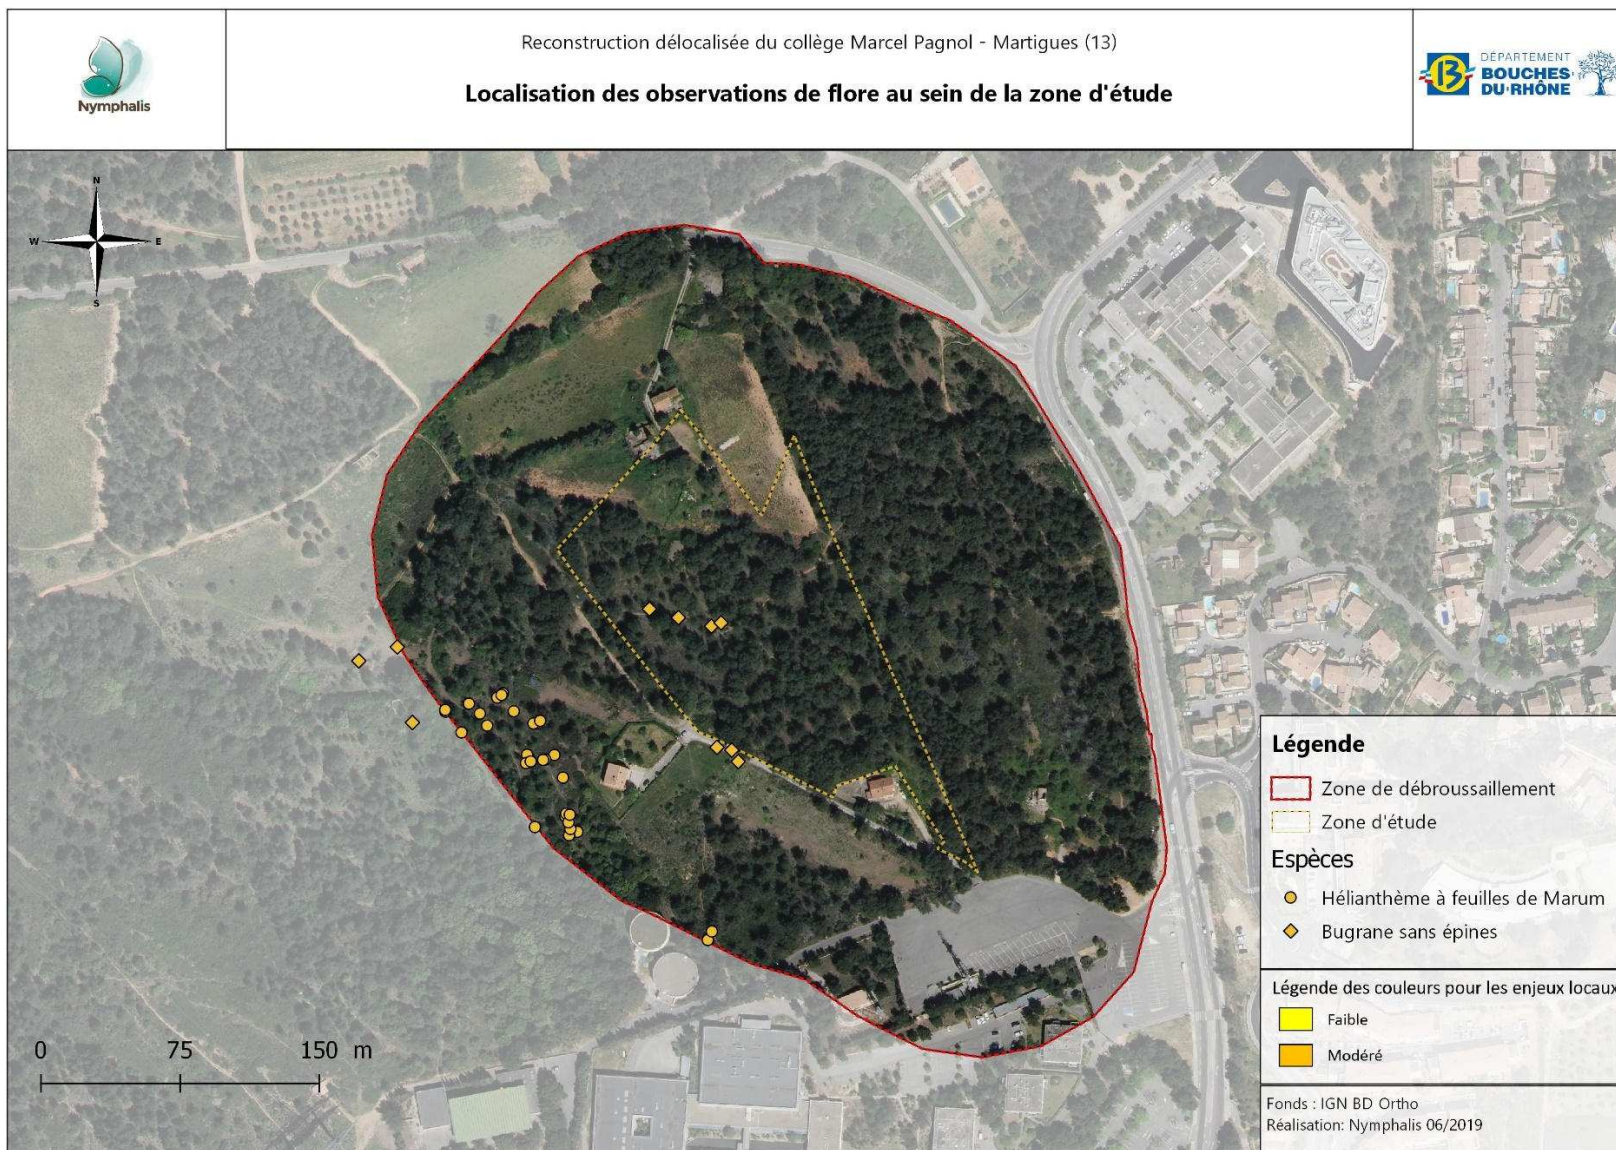 Nymphalis
Reconstruction délocalisée du collège Marcel Pagnol - Martigues (13)
Localisation des observations de flore au sein de la zone d'étude
13
DÉPARTEMENT
BOUCHES
DU·RHÔNE
N
W
E
S
0 75 150 m
Légende
Zone de débroussaillement
Zone d'étude
Espèces
Hélianthème à feuilles de Marum
Bugrane sans épines
Légende des couleurs pour les enjeux locaux
Faible
Modéré
Fonds : IGN BD Ortho
Réalisation: Nymphalis 06/2019